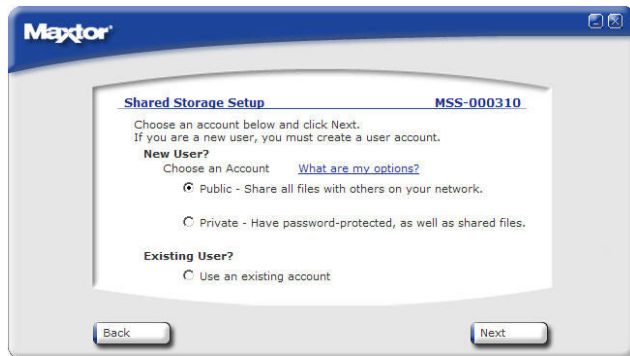 Maxtor
Shared Storage Setup MSS-000310
Choose an account below and click Next.
If you are a new user, you must create a user account.
New User?
Choose an Account What are my options?
Public - Share all files with others on your network.
Private - Have password-protected, as well as shared files.
Existing User?
Use an existing account
Back Next